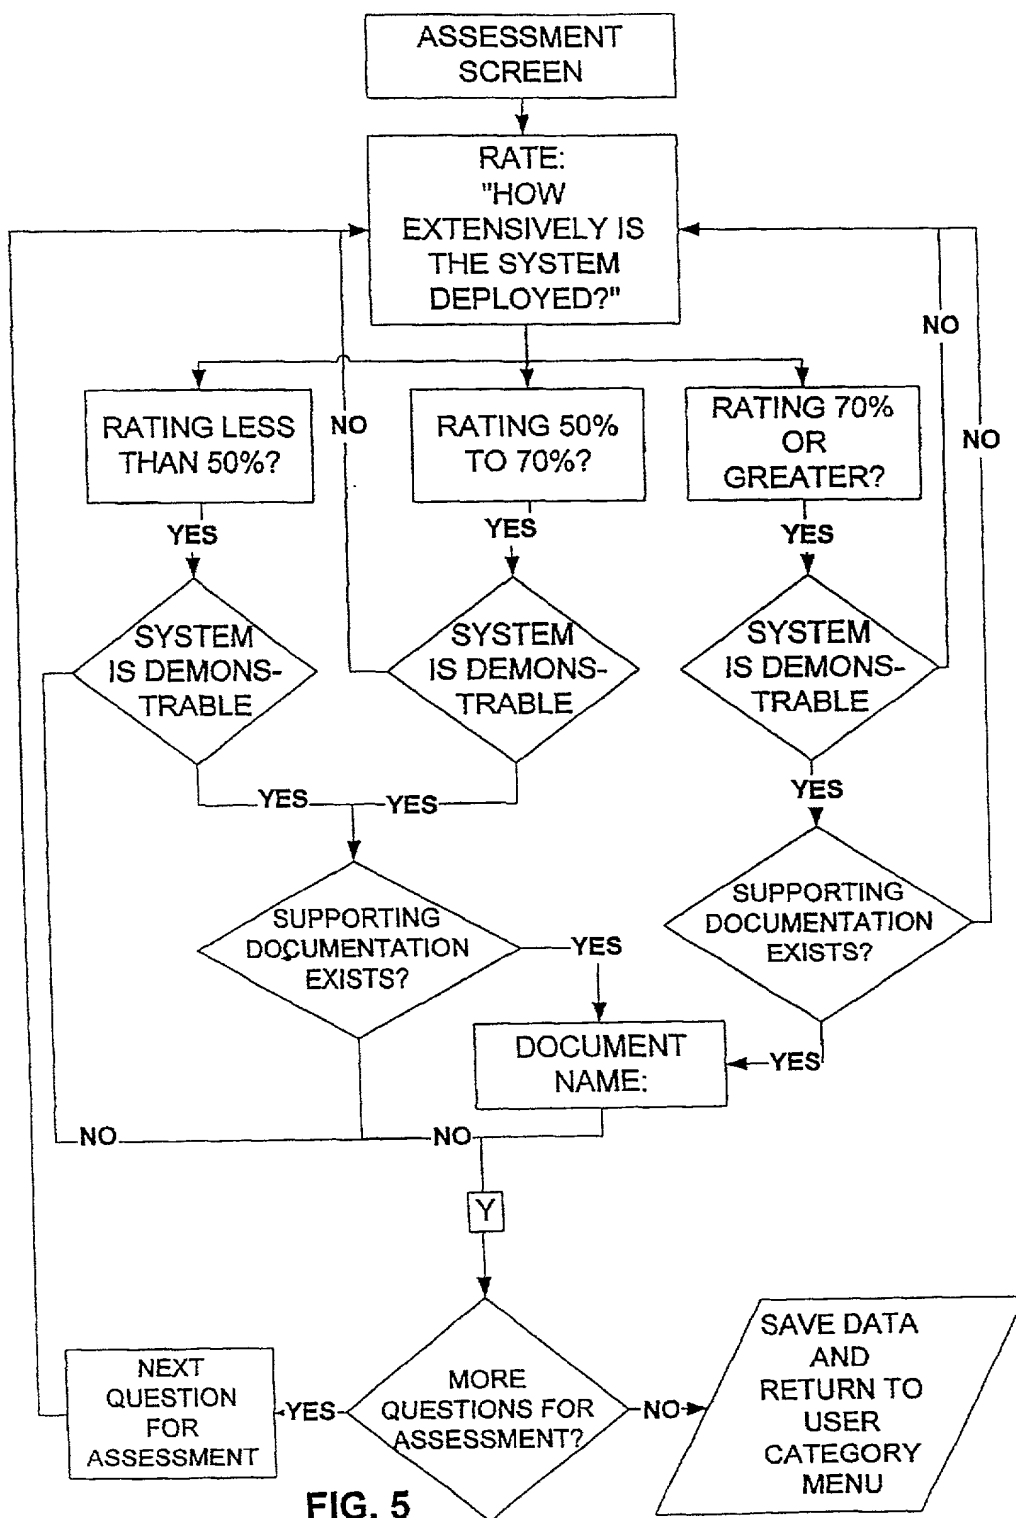 ASSESSMENT
SCREEN
RATE:
"HOW
EXTENSIVELY IS
THE SYSTEM
DEPLOYED?"
NO
NO
NO
RATING LESS
THAN 50%?
RATING 50%
TO 70%?
RATING 70%
OR
GREATER?
YES
YES
YES
SYSTEM
IS DEMONS-
TRABLE
SYSTEM
IS DEMONS-
TRABLE
SYSTEM
IS DEMONS-
TRABLE
YES
YES
YES
SUPPORTING
DOCUMENTATION
EXISTS?
YES
SUPPORTING
DOCUMENTATION
EXISTS?
DOCUMENT
NAME:
YES
NO
NO
Y
MORE
QUESTIONS FOR
ASSESSMENT?
YES
NO
NEXT
QUESTION
FOR
ASSESSMENT
SAVE DATA
AND
RETURN TO
USER
CATEGORY
MENU
FIG. 5